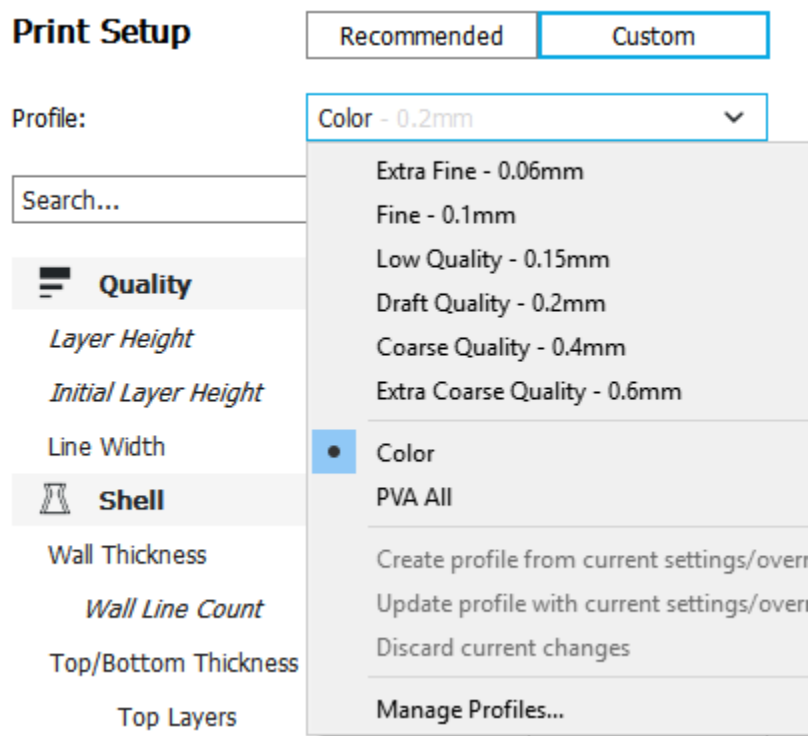 Print Setup
Recommended
Custom
Profile:
Color - 0.2mm
Search...
Quality
Layer Height
Initial Layer Height
Line Width
Shell
Wall Thickness
Wall Line Count
Top/Bottom Thickness
Top Layers
Extra Fine - 0.06mm
Fine - 0.1mm
Low Quality - 0.15mm
Draft Quality - 0.2mm
Coarse Quality - 0.4mm
Extra Coarse Quality - 0.6mm
Color
PVA All
Create profile from current settings/overr
Update profile with current settings/overr
Discard current changes
Manage Profiles...